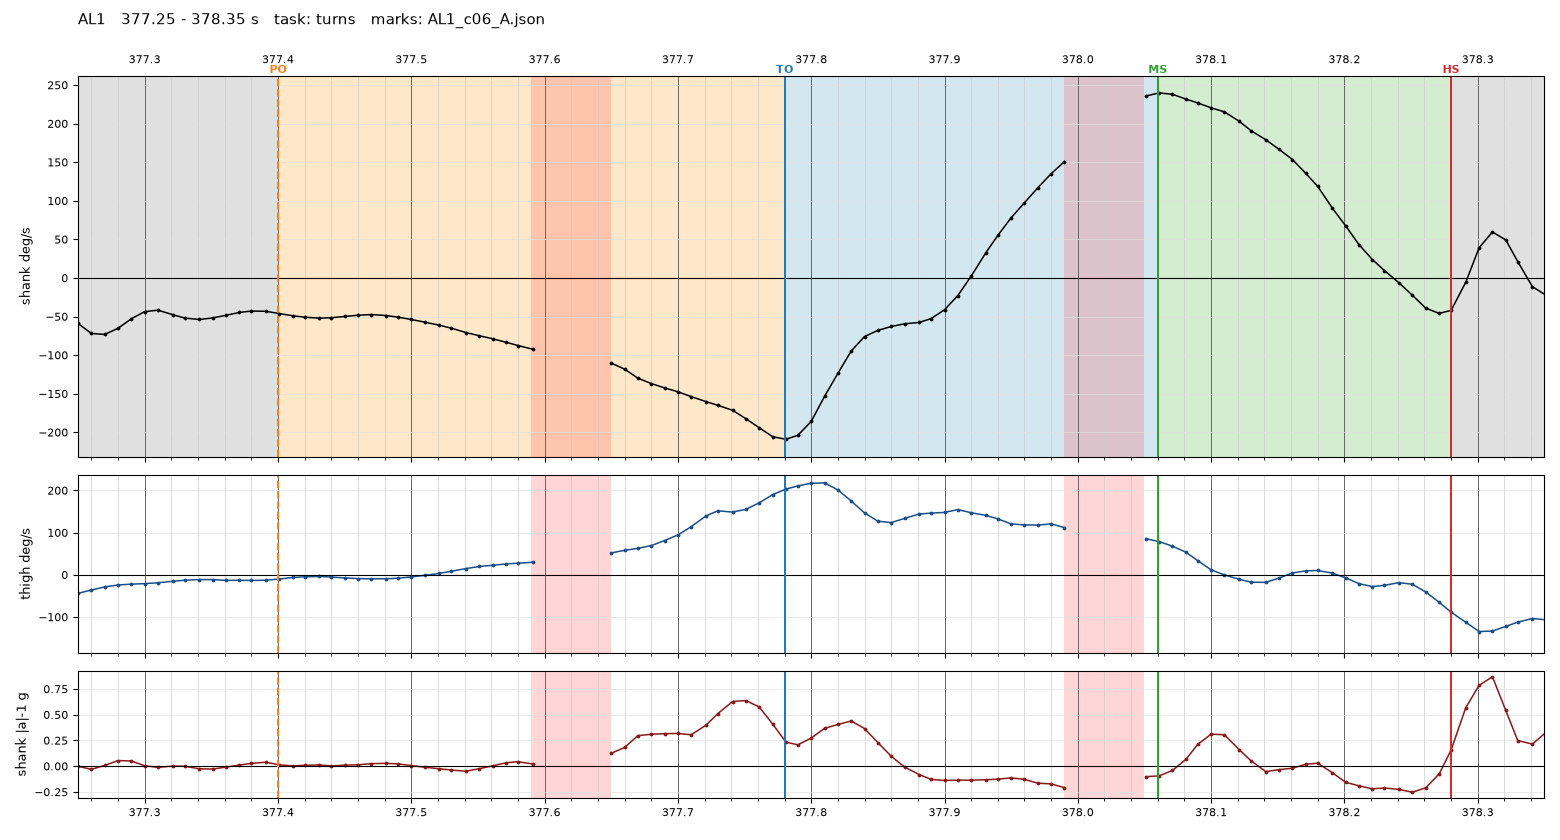 AL1   377.25 - 378.35 s   task: turns   marks: AL1_c06_A.json
377.3 377.4 377.5 377.6 377.7 377.8 377.9 378.0 378.1 378.2 378.3
PO TO MS HS
250
200
150
100
50
0
−50
−100
−150
−200
shank deg/s
200
100
0
−100
thigh deg/s
0.75
0.50
0.25
0.00
−0.25
shank |a|-1 g
377.3 377.4 377.5 377.6 377.7 377.8 377.9 378.0 378.1 378.2 378.3